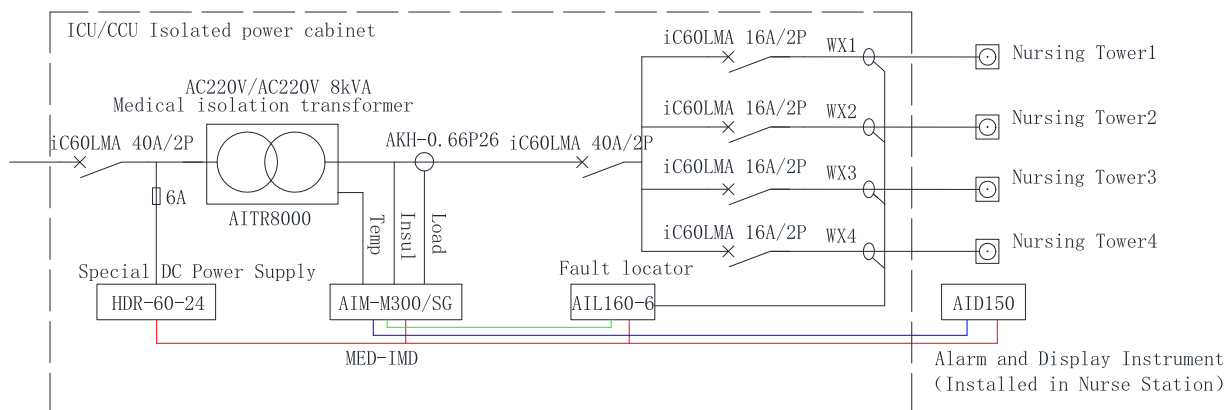 ICU/CCU Isolated power cabinet
AC220V/AC220V 8kVA
Medical isolation transformer
iC60LMA 40A/2P
AKH-0.66P26
iC60LMA 40A/2P
6A
AITR8000
Temp
Insul
Load
iC60LMA 16A/2P
WX1
Nursing Tower1
iC60LMA 16A/2P
WX2
Nursing Tower2
iC60LMA 16A/2P
WX3
Nursing Tower3
iC60LMA 16A/2P
WX4
Nursing Tower4
Special DC Power Supply
HDR-60-24
AIM-M300/SG
Fault locator
AIL160-6
AID150
MED-IMD
Alarm and Display Instrument
(Installed in Nurse Station)